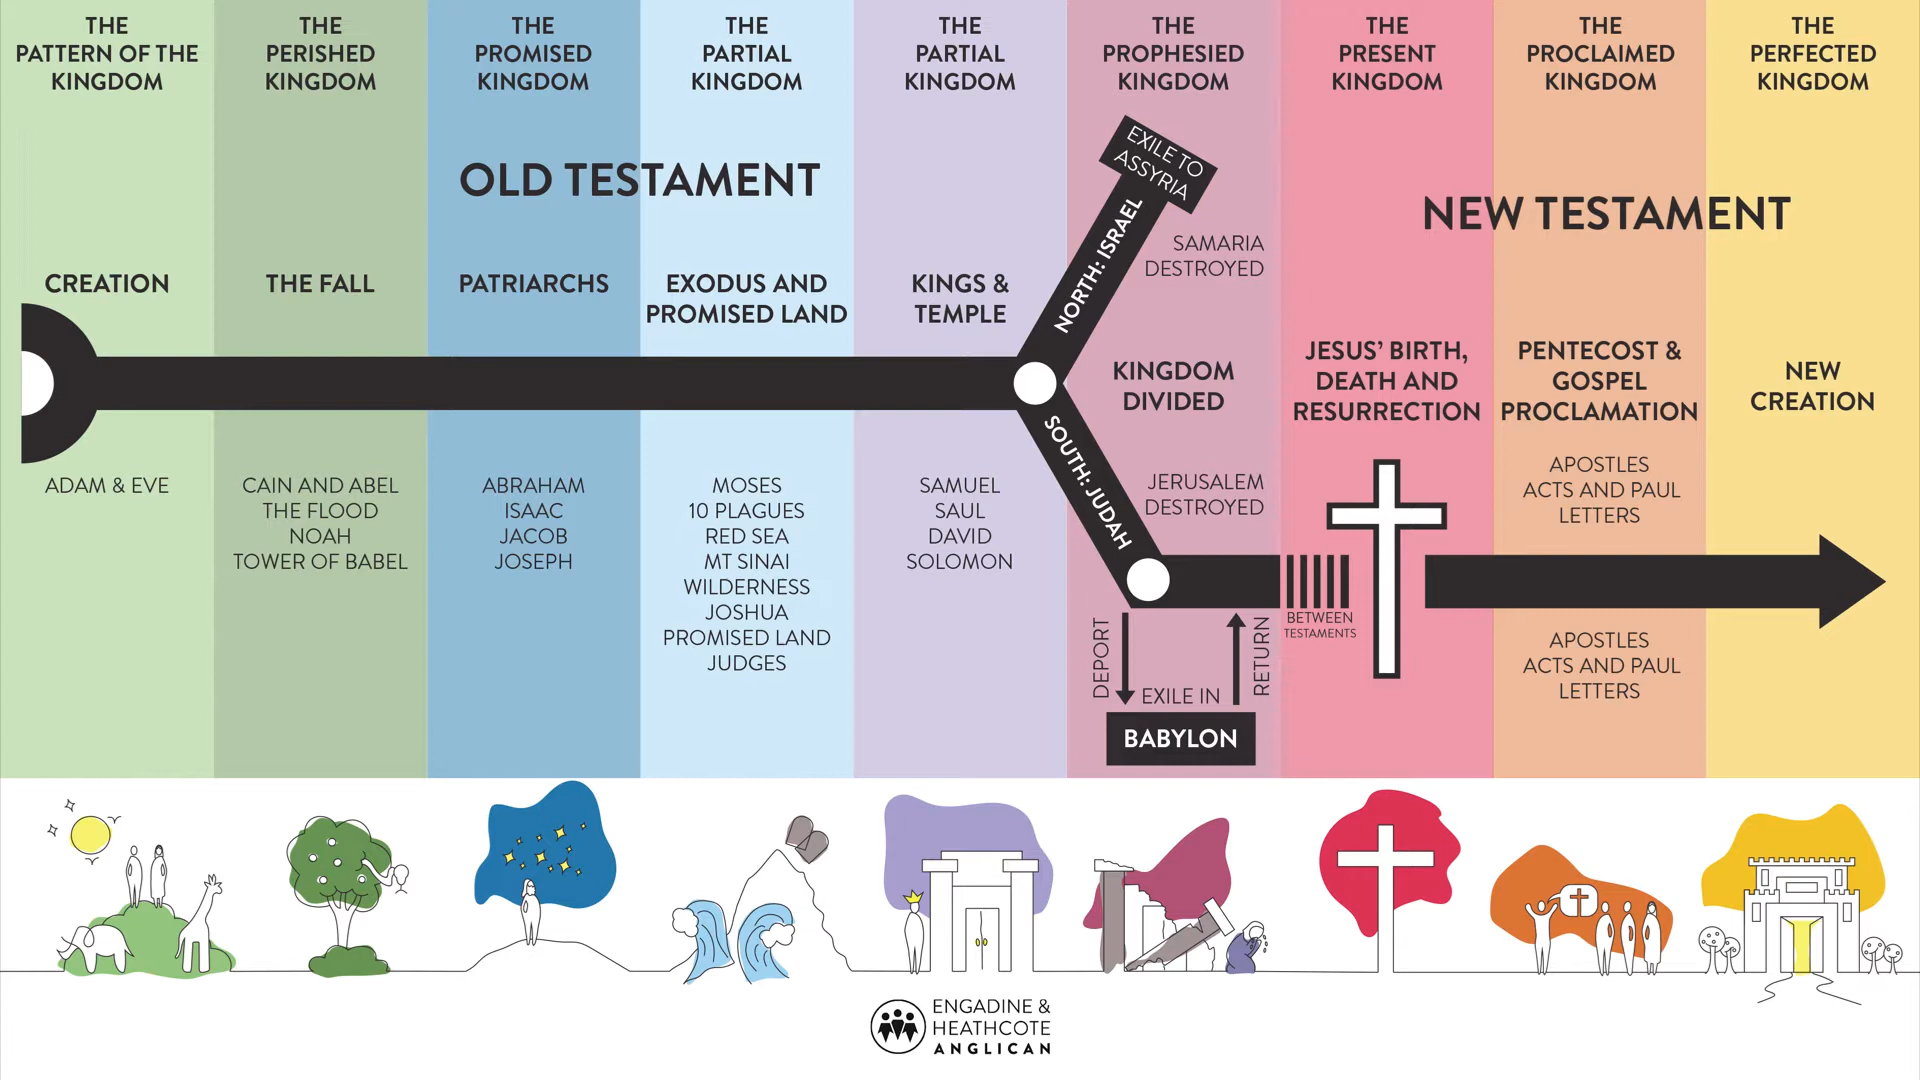 THE
PATTERN OF THE
KINGDOM
THE
PERISHED
KINGDOM
THE
PROMISED
KINGDOM
THE
PARTIAL
KINGDOM
THE
PARTIAL
KINGDOM
THE
PROPHESIED
KINGDOM
THE
PRESENT
KINGDOM
THE
PROCLAIMED
KINGDOM
THE
PERFECTED
KINGDOM
OLD TESTAMENT
NEW TESTAMENT
CREATION
ADAM & EVE
THE FALL
CAIN AND ABEL
THE FLOOD
NOAH
TOWER OF BABEL
PATRIARCHS
ABRAHAM
ISAAC
JACOB
JOSEPH
EXODUS AND
PROMISED LAND
MOSES
10 PLAGUES
RED SEA
MT SINAI
WILDERNESS
JOSHUA
PROMISED LAND
JUDGES
KINGS &
TEMPLE
SAMUEL
SAUL
DAVID
SOLOMON
EXILE TO
ASSYRIA
NORTH: ISRAEL
SAMARIA
DESTROYED
KINGDOM
DIVIDED
SOUTH: JUDAH
JERUSALEM
DESTROYED
DEPORT
EXILE IN
BABYLON
RETURN
JESUS’ BIRTH,
DEATH AND
RESURRECTION
BETWEEN
TESTAMENTS
PENTECOST &
GOSPEL
PROCLAMATION
APOSTLES
ACTS AND PAUL
LETTERS
APOSTLES
ACTS AND PAUL
LETTERS
NEW
CREATION
ENGADINE &
HEATHCOTE
ANGLICAN